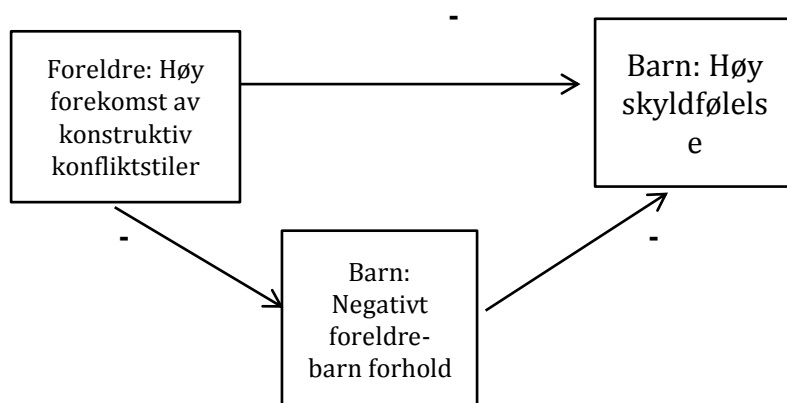 -
Foreldre: Høy
forekomst av
konstruktiv
konfliktstiler
Barn: Høy
skyldfølels
e
-
-
Barn:
Negativt
foreldre-
barn forhold